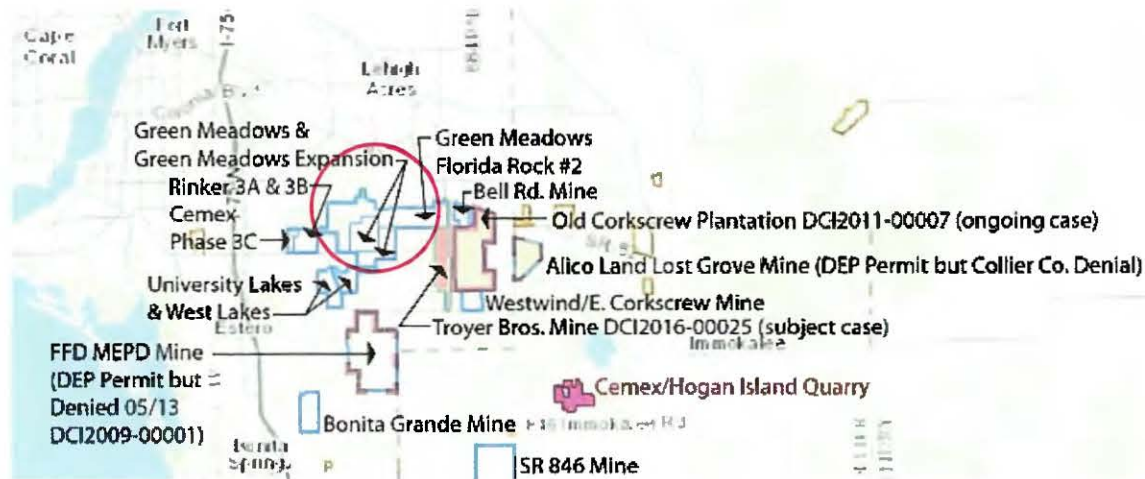 Cape
Coral
Fort
Myers
I-75
Lehigh
Acres
Green Meadows &
Green Meadows Expansion
Green Meadows
Florida Rock #2
Rinker 3A & 3B
Bell Rd. Mine
Cemex
Phase 3C
Old Corkscrew Plantation DCI2011-00007 (ongoing case)
Alico Land Lost Grove Mine (DEP Permit but Collier Co. Denial)
University Lakes
& West Lakes
Westwind/E. Corkscrew Mine
Estero
Troyer Bros. Mine DCI2016-00025 (subject case)
Immokalee
FFD MEPD Mine
(DEP Permit but
Denied 05/13
DCI2009-00001)
Cemex/Hogan Island Quarry
Bonita Grande Mine
Immokalee Rd
Bonita
Springs
SR 846 Mine